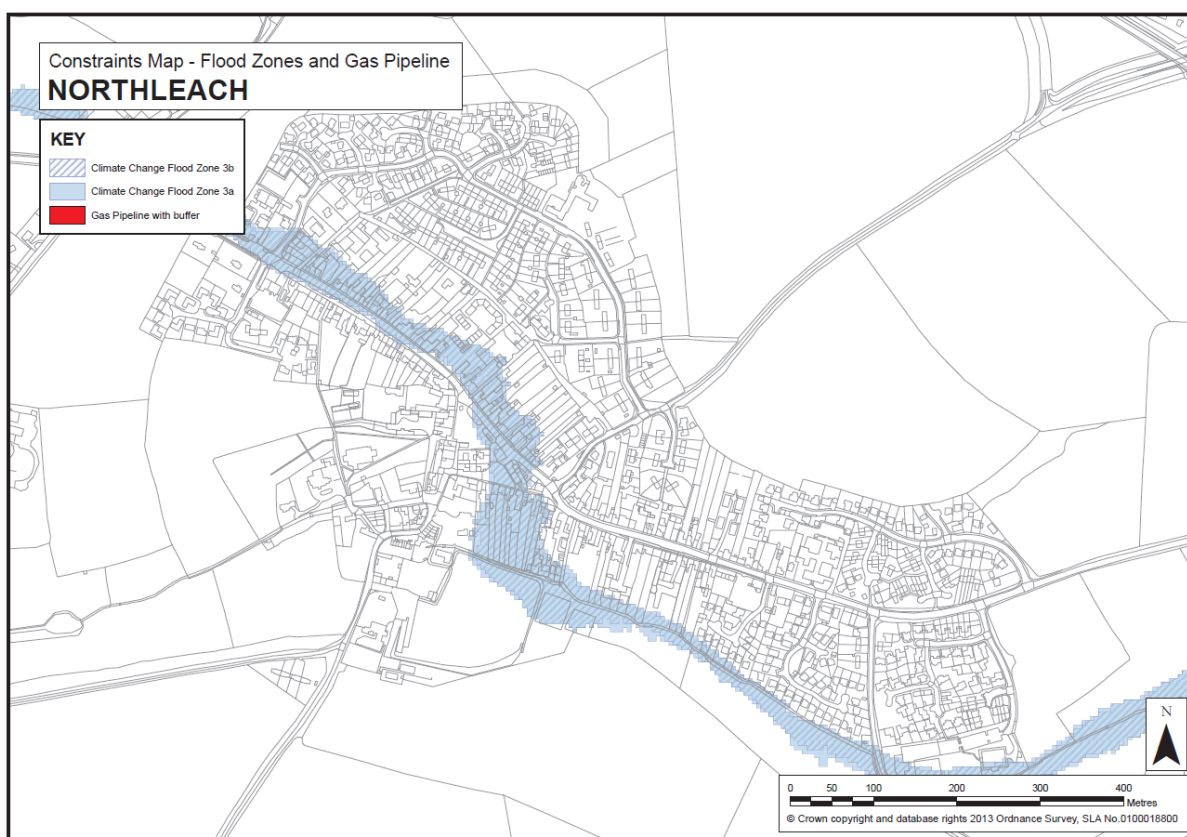 Constraints Map - Flood Zones and Gas Pipeline
NORTHLEACH
KEY
Climate Change Flood Zone 3b
Climate Change Flood Zone 3a
Gas Pipeline with buffer
N
0 50 100 200 300 400
Metres
© Crown copyright and database rights 2013 Ordnance Survey, SLA No.0100018800